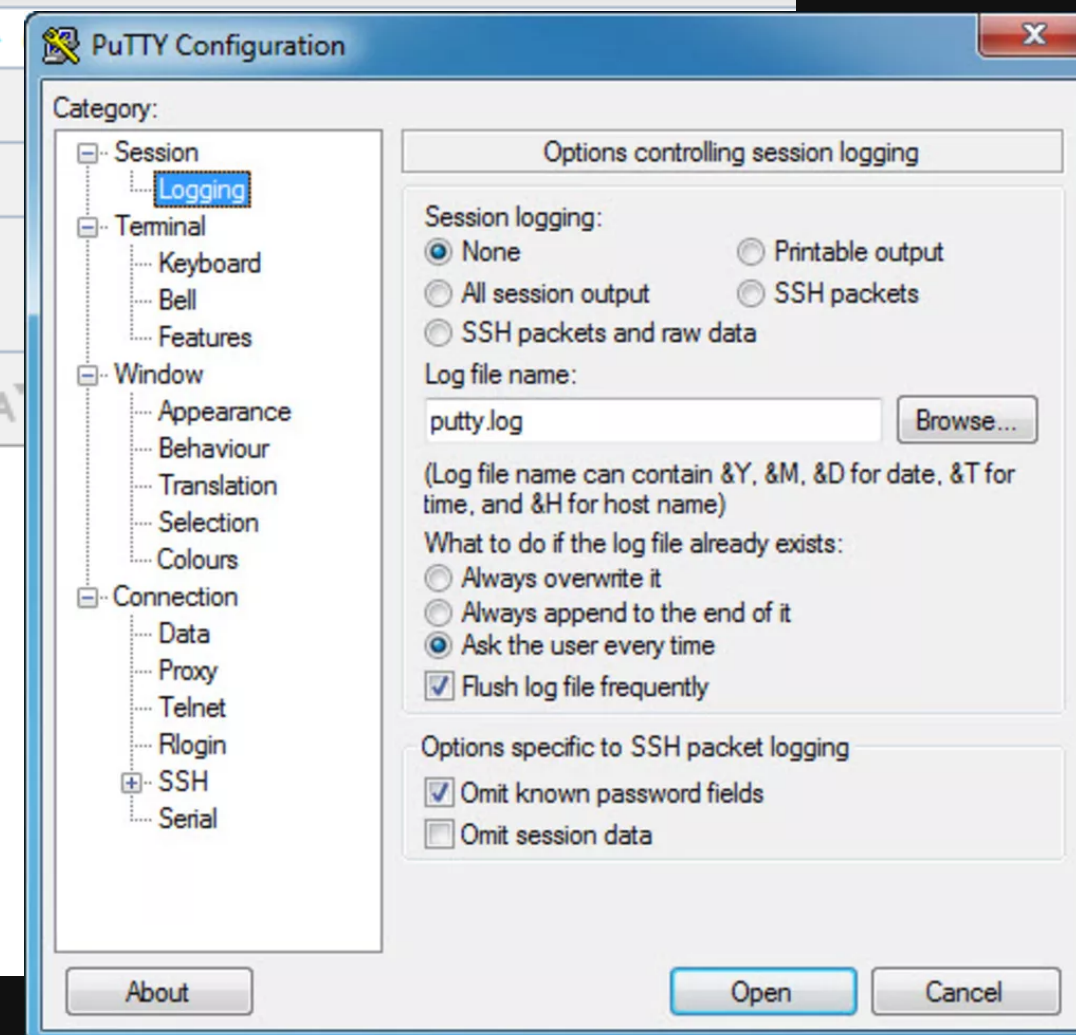 PuTTY Configuration
Category:
Session
Logging
Terminal
Keyboard
Bell
Features
Window
Appearance
Behaviour
Translation
Selection
Colours
Connection
Data
Proxy
Telnet
Rlogin
SSH
Serial
Options controlling session logging
Session logging:
None
Printable output
All session output
SSH packets
SSH packets and raw data
Log file name:
putty.log
Browse...
(Log file name can contain &Y, &M, &D for date, &T for
time, and &H for host name)
What to do if the log file already exists:
Always overwrite it
Always append to the end of it
Ask the user every time
Flush log file frequently
Options specific to SSH packet logging
Omit known password fields
Omit session data
About
Open
Cancel